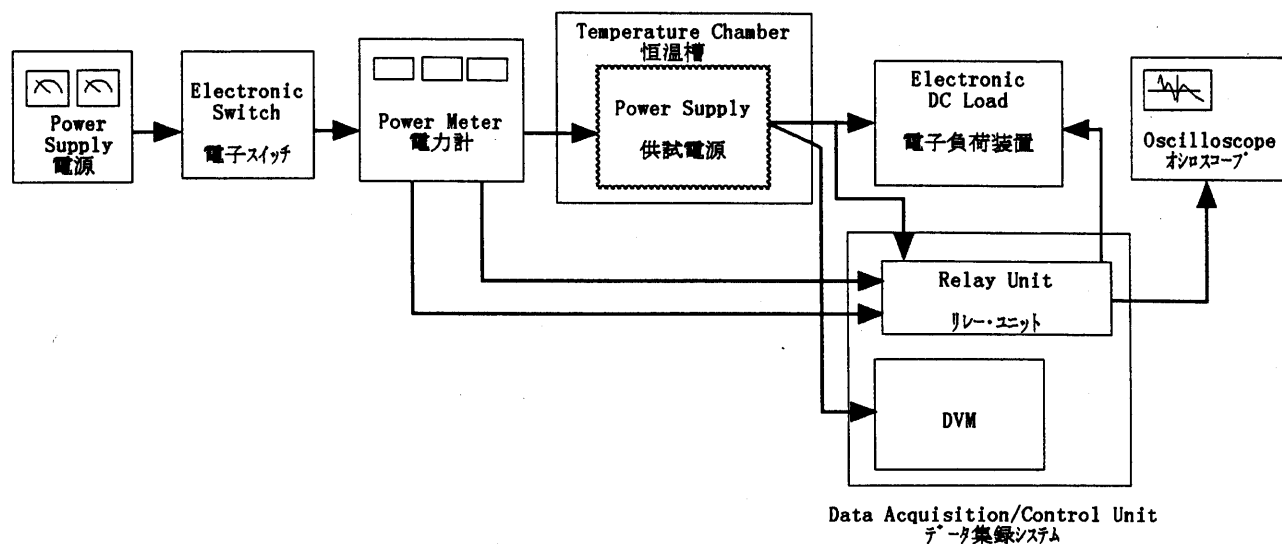 Power
Supply
電源
Electronic
Switch
電子スイッチ
Power Meter
電力計
Temperature Chamber
恒温槽
Power Supply
供試電源
Electronic
DC Load
電子負荷装置
Oscilloscope
オシロスコープ
Relay Unit
リレー・ユニット
DVM
Data Acquisition/Control Unit
データ集録システム